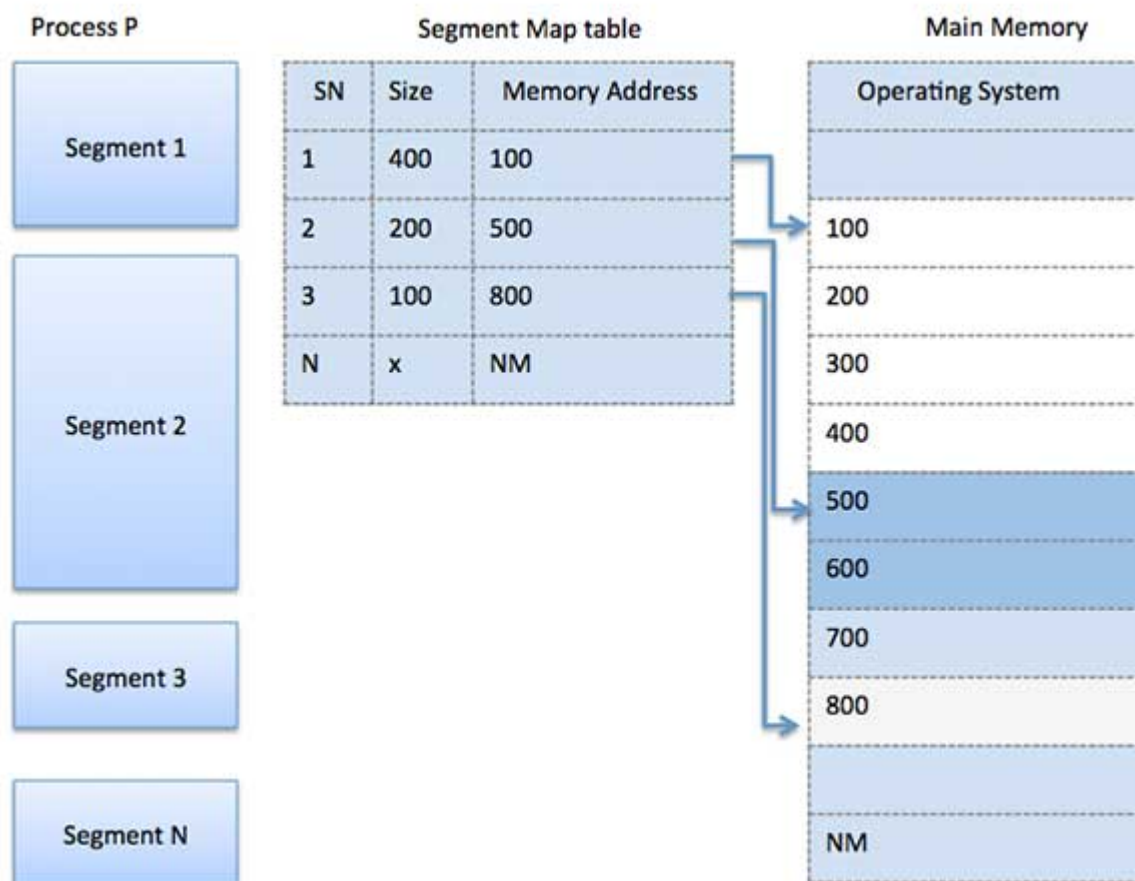 Process P
Segment 1
Segment 2
Segment 3
Segment N
Segment Map table
SN Size Memory Address
1 400 100
2 200 500
3 100 800
N x NM
Main Memory
Operating System
100
200
300
400
500
600
700
800
NM